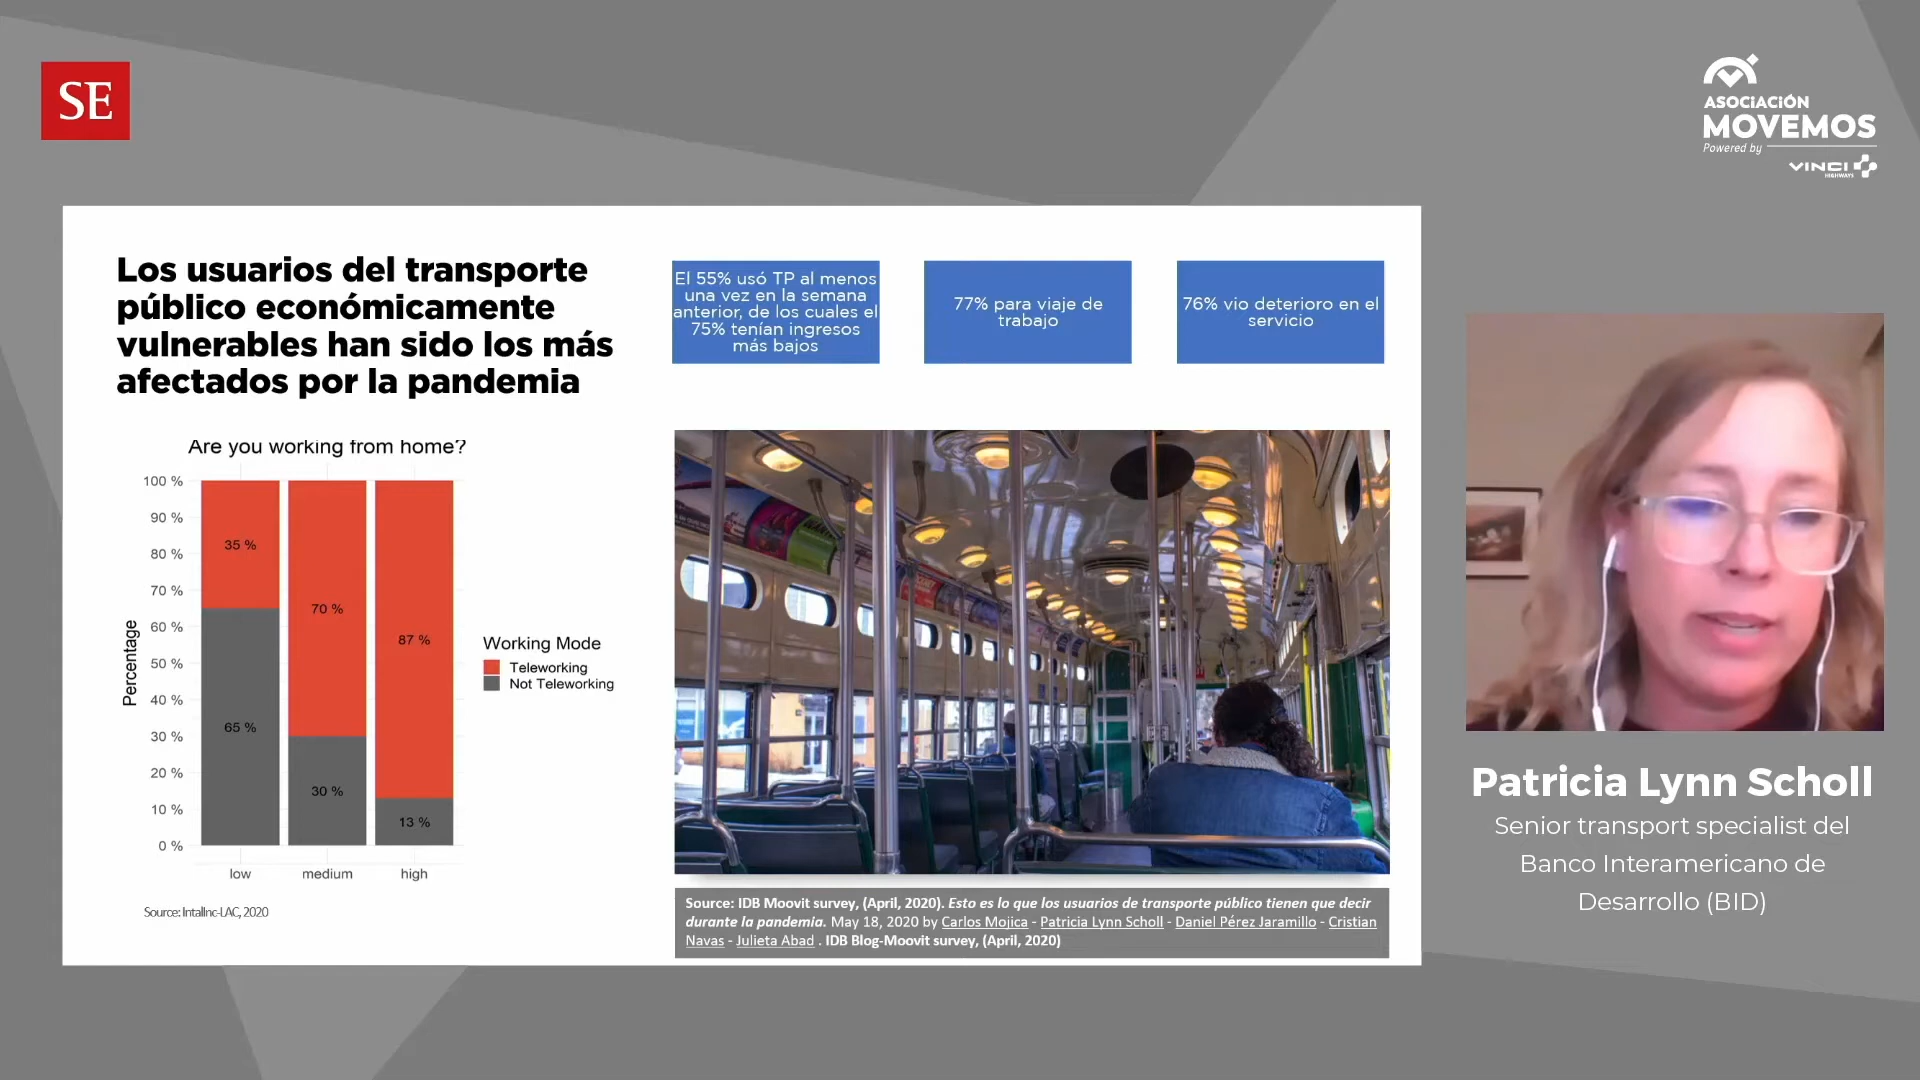 SE
ASOCIACIÓN
MOVEMOS
Powered by
VINCI
HIGHWAYS
Los usuarios del transporte
público económicamente
vulnerables han sido los más
afectados por la pandemia
El 55% usó TP al menos
una vez en la semana
anterior, de los cuales el
75% tenían ingresos
más bajos
77% para viaje de
trabajo
76% vio deterioro en el
servicio
Are you working from home?
100 %
90 %
80 %
70 %
60 %
50 %
40 %
30 %
20 %
10 %
0 %
Percentage
35 %
65 %
70 %
30 %
87 %
13 %
low
medium
high
Working Mode
Teleworking
Not Teleworking
Source: IntalInc-LAC, 2020
Source: IDB Moovit survey, (April, 2020). Esto es lo que los usuarios de transporte público tienen que decir
durante la pandemia. May 18, 2020 by Carlos Mojica - Patricia Lynn Scholl - Daniel Pérez Jaramillo - Cristian
Navas - Julieta Abad . IDB Blog-Moovit survey, (April, 2020)
Patricia Lynn Scholl
Senior transport specialist del
Banco Interamericano de
Desarrollo (BID)